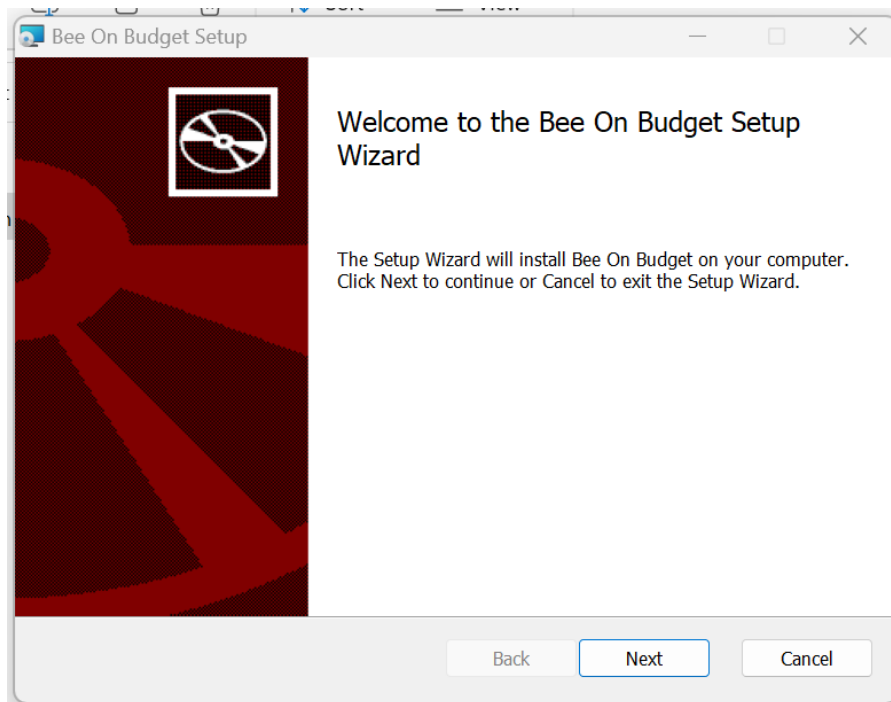 Bee On Budget Setup
Welcome to the Bee On Budget Setup
Wizard
The Setup Wizard will install Bee On Budget on your computer.
Click Next to continue or Cancel to exit the Setup Wizard.
Back
Next
Cancel